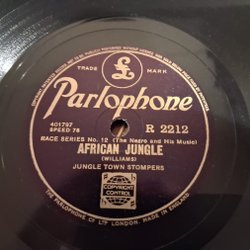 TRADE MARK
Parlophone
401797
SPEED 78
R 2212
RACE SERIES No. 12 (The Negro and His Music)
AFRICAN JUNGLE
(WILLIAMS)
JUNGLE TOWN STOMPERS
COPYRIGHT
CONTROL
THE PARLOPHONE CO. LTD. LONDON. MADE IN ENGLAND.